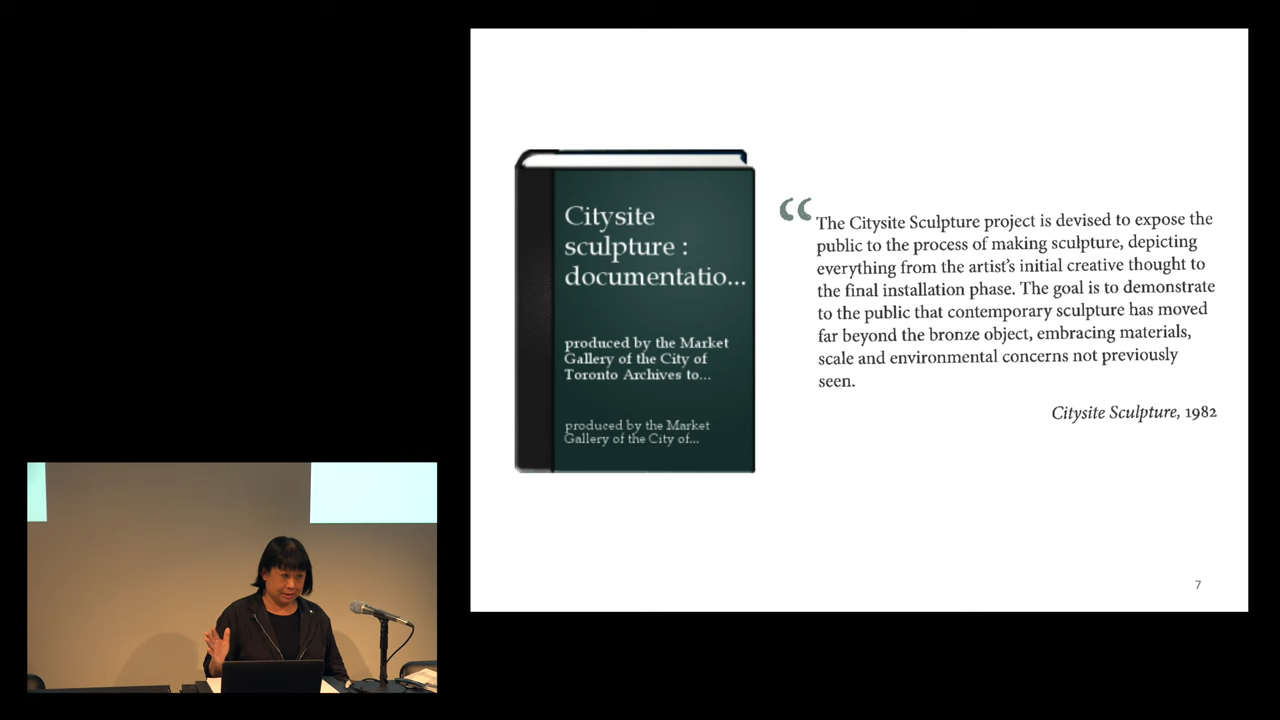 Citysite
sculpture :
documentatio...
produced by the Market
Gallery of the City of
Toronto Archives to...
produced by the Market
Gallery of the City of...
“
The Citysite Sculpture project is devised to expose the
public to the process of making sculpture, depicting
everything from the artist’s initial creative thought to
the final installation phase. The goal is to demonstrate
to the public that contemporary sculpture has moved
far beyond the bronze object, embracing materials,
scale and environmental concerns not previously
seen.
Citysite Sculpture, 1982
7